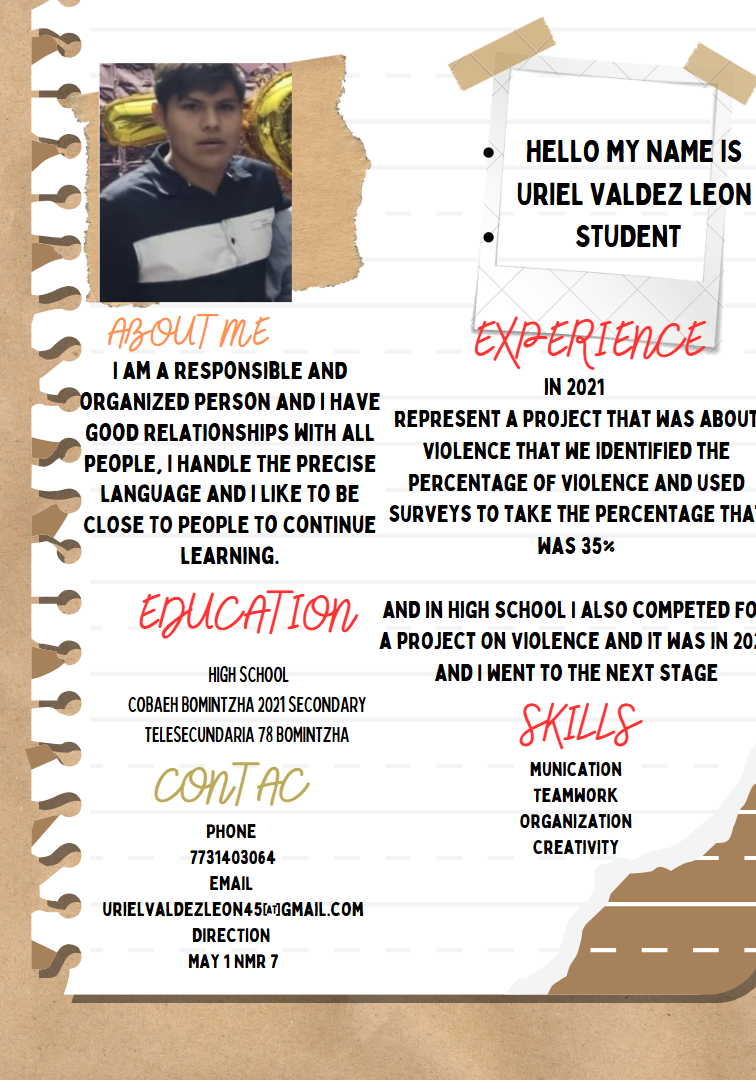 HELLO MY NAME IS
URIEL VALDEZ LEON
STUDENT
ABOUT ME
I AM A RESPONSIBLE AND
ORGANIZED PERSON AND I HAVE
GOOD RELATIONSHIPS WITH ALL
PEOPLE, I HANDLE THE PRECISE
LANGUAGE AND I LIKE TO BE
CLOSE TO PEOPLE TO CONTINUE
LEARNING.
EDUCATION
HIGH SCHOOL
COBAEH BOMINTZHA 2021 SECONDARY
TELESECUNDARIA 78 BOMINTZHA
CONTAC
PHONE
7731403064
EMAIL
URIELVALDEZLEON45[AT]GMAIL.COM
DIRECTION
MAY 1 NMR 7
EXPERIENCE
IN 2021
REPRESENT A PROJECT THAT WAS ABOUT
VIOLENCE THAT WE IDENTIFIED THE
PERCENTAGE OF VIOLENCE AND USED
SURVEYS TO TAKE THE PERCENTAGE THAT
WAS 35%
AND IN HIGH SCHOOL I ALSO COMPETED
A PROJECT ON VIOLENCE AND IT WAS IN
AND I WENT TO THE NEXT STAGE
SKILLS
MUNICATION
TEAMWORK
ORGANIZATION
CREATIVITY